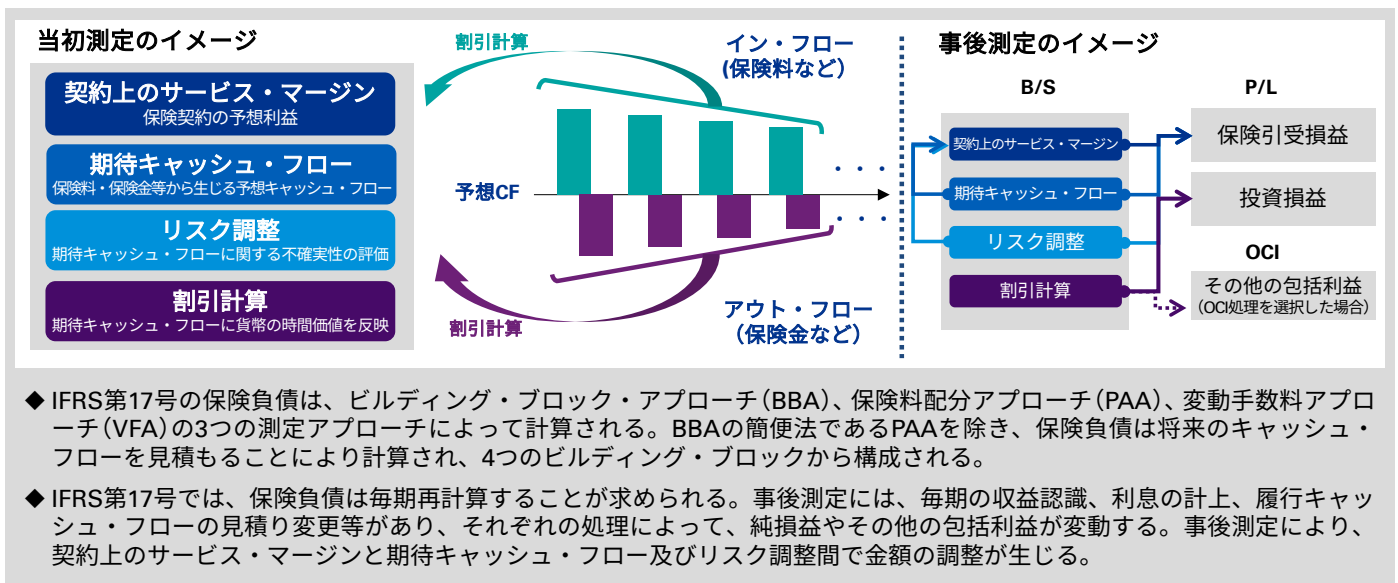 当初測定のイメージ
契約上のサービス・マージン
保険契約の予想利益
期待キャッシュ・フロー
保険料・保険金等から生じる予想キャッシュ・フロー
リスク調整
期待キャッシュ・フローに関する不確実性の評価
割引計算
期待キャッシュ・フローに貨幣の時間価値を反映
割引計算
イン・フロー
(保険料など)
予想CF
・・・
・・・
割引計算
アウト・フロー
（保険金など）
事後測定のイメージ
B/S
P/L
契約上のサービス・マージン
期待キャッシュ・フロー
リスク調整
割引計算
保険引受損益
投資損益
OCI
その他の包括利益
（OCI処理を選択した場合）
◆ IFRS第17号の保険負債は、ビルディング・ブロック・アプローチ（BBA）、保険料配分アプローチ（PAA）、変動手数料アプロ
ーチ（VFA）の3つの測定アプローチによって計算される。BBAの簡便法であるPAAを除き、保険負債は将来のキャッシュ・
フローを見積もることにより計算され、4つのビルディング・ブロックから構成される。
◆ IFRS第17号では、保険負債は毎期再計算することが求められる。事後測定には、毎期の収益認識、利息の計上、履行キャッ
シュ・フローの見積り変更等があり、それぞれの処理によって、純損益やその他の包括利益が変動する。事後測定により、
契約上のサービス・マージンと期待キャッシュ・フロー及びリスク調整間で金額の調整が生じる。